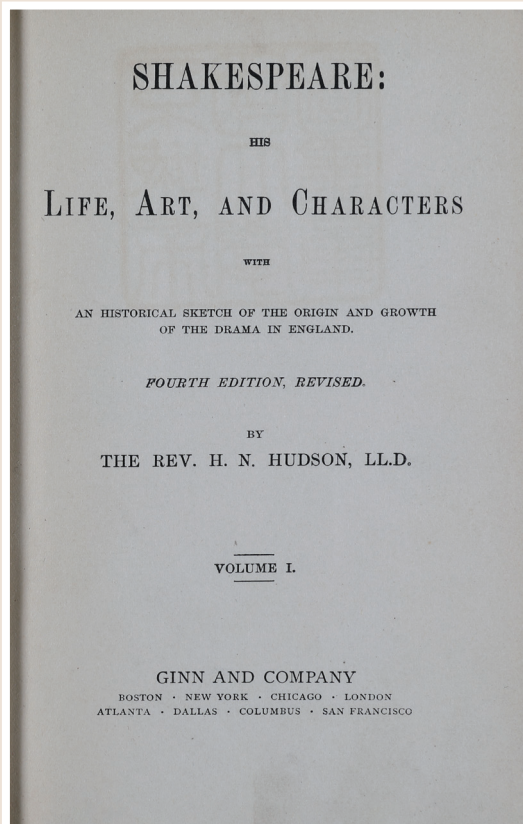 SHAKESPEARE:
HIS
LIFE, ART, AND CHARACTERS
WITH
AN HISTORICAL SKETCH OF THE ORIGIN AND GROWTH
OF THE DRAMA IN ENGLAND.
FOURTH EDITION, REVISED.
BY
THE REV. H. N. HUDSON, LL.D.
VOLUME I.
GINN AND COMPANY
BOSTON · NEW YORK · CHICAGO · LONDON
ATLANTA · DALLAS · COLUMBUS · SAN FRANCISCO